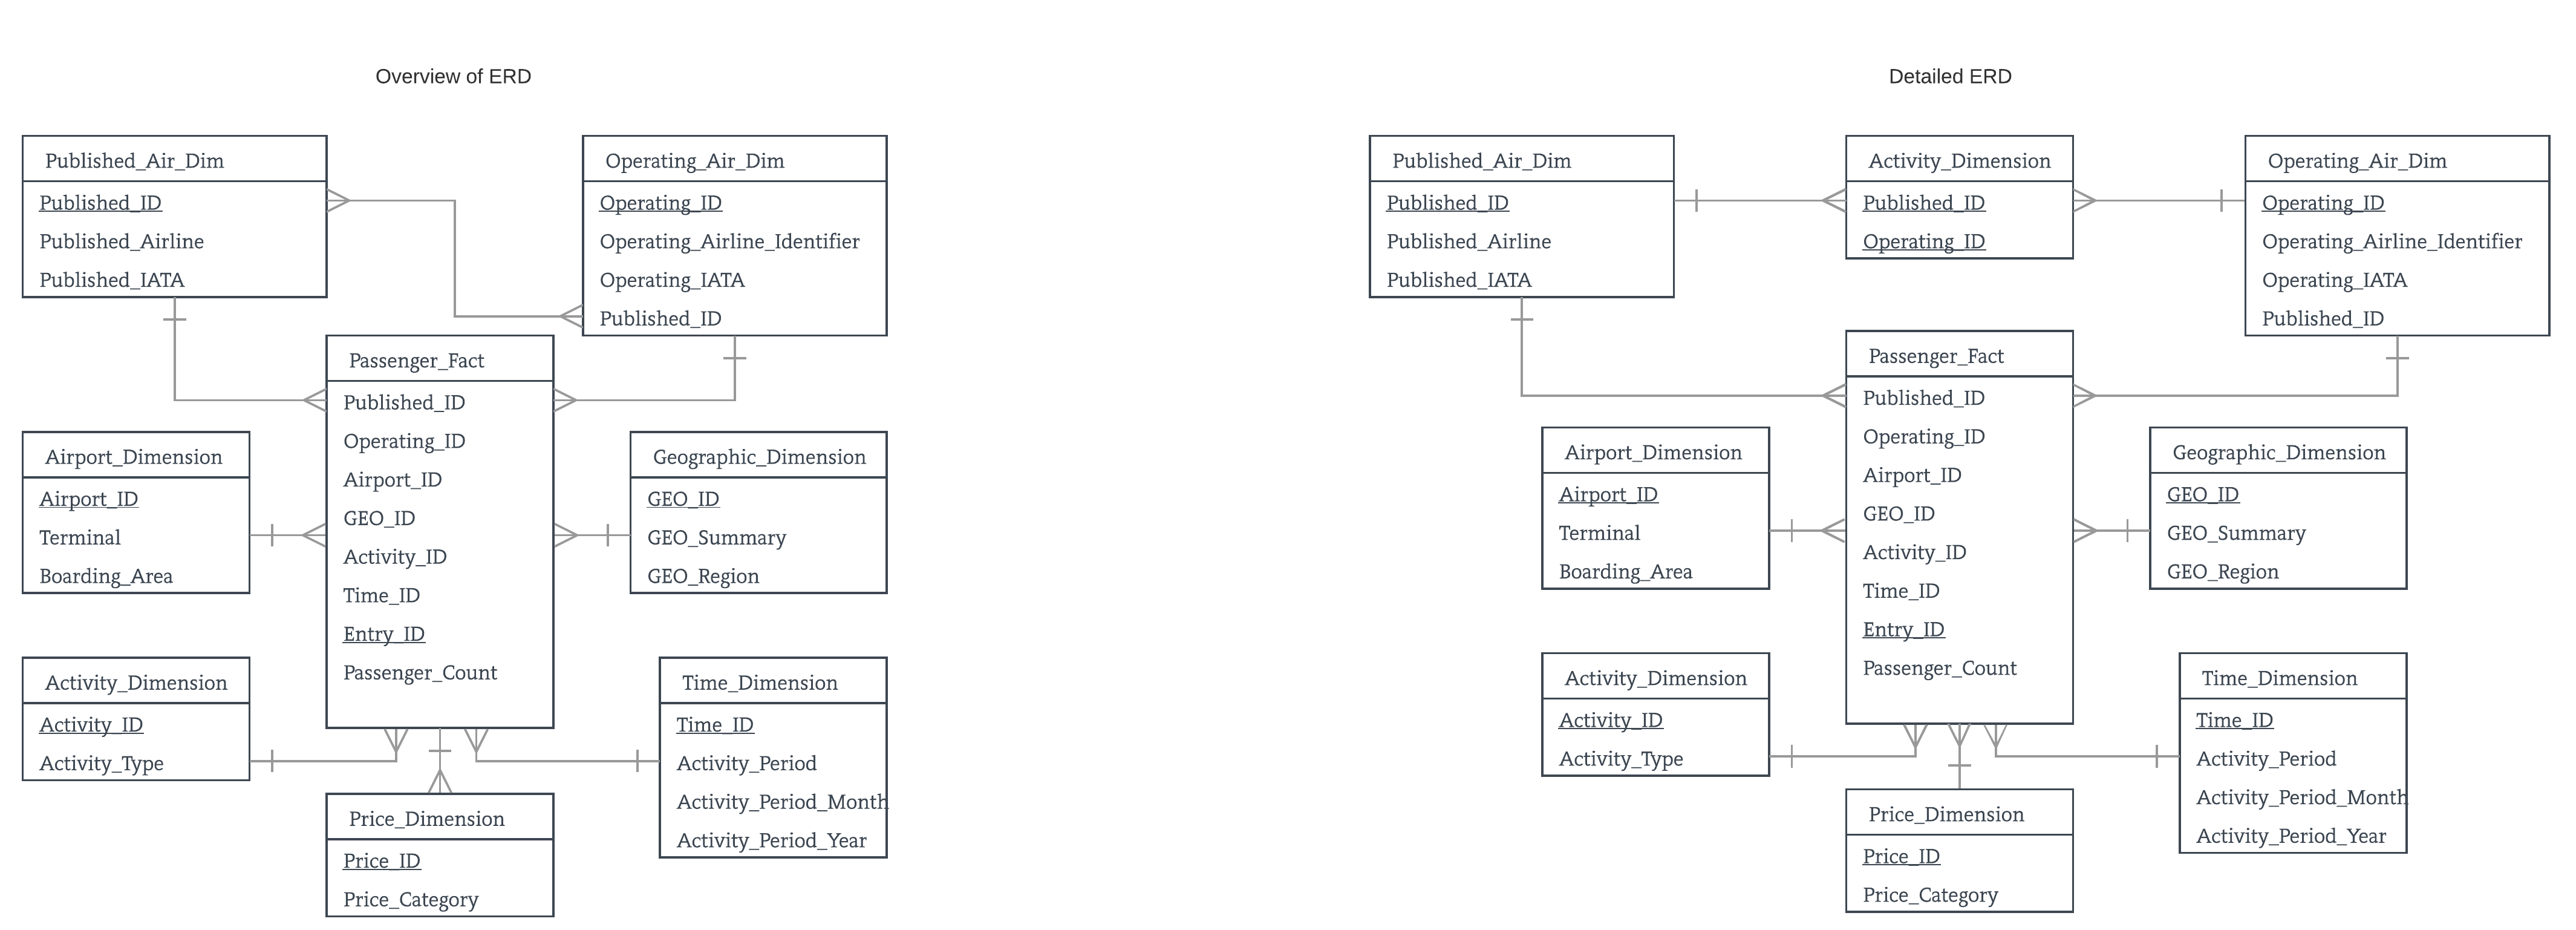 Overview of ERD
Published_Air_Dim
Published_ID
Published_Airline
Published_IATA
Operating_Air_Dim
Operating_ID
Operating_Airline_Identifier
Operating_IATA
Published_ID
Passenger_Fact
Published_ID
Operating_ID
Airport_ID
GEO_ID
Activity_ID
Time_ID
Entry_ID
Passenger_Count
Airport_Dimension
Airport_ID
Terminal
Boarding_Area
Geographic_Dimension
GEO_ID
GEO_Summary
GEO_Region
Activity_Dimension
Activity_ID
Activity_Type
Time_Dimension
Time_ID
Activity_Period
Activity_Period_Month
Activity_Period_Year
Price_Dimension
Price_ID
Price_Category
Detailed ERD
Published_Air_Dim
Published_ID
Published_Airline
Published_IATA
Activity_Dimension
Published_ID
Operating_ID
Operating_Air_Dim
Operating_ID
Operating_Airline_Identifier
Operating_IATA
Published_ID
Passenger_Fact
Published_ID
Operating_ID
Airport_ID
GEO_ID
Activity_ID
Time_ID
Entry_ID
Passenger_Count
Airport_Dimension
Airport_ID
Terminal
Boarding_Area
Geographic_Dimension
GEO_ID
GEO_Summary
GEO_Region
Activity_Dimension
Activity_ID
Activity_Type
Time_Dimension
Time_ID
Activity_Period
Activity_Period_Month
Activity_Period_Year
Price_Dimension
Price_ID
Price_Category